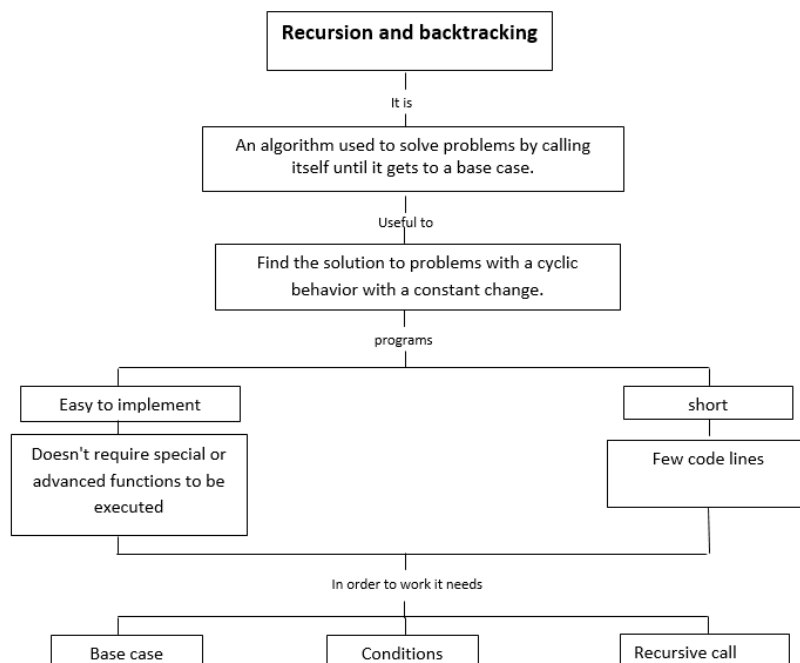 Recursion and backtracking
It is
An algorithm used to solve problems by calling
itself until it gets to a base case.
Useful to
Find the solution to problems with a cyclic
behavior with a constant change.
programs
Easy to implement
short
Doesn't require special or
advanced functions to be
executed
Few code lines
In order to work it needs
Base case
Conditions
Recursive call